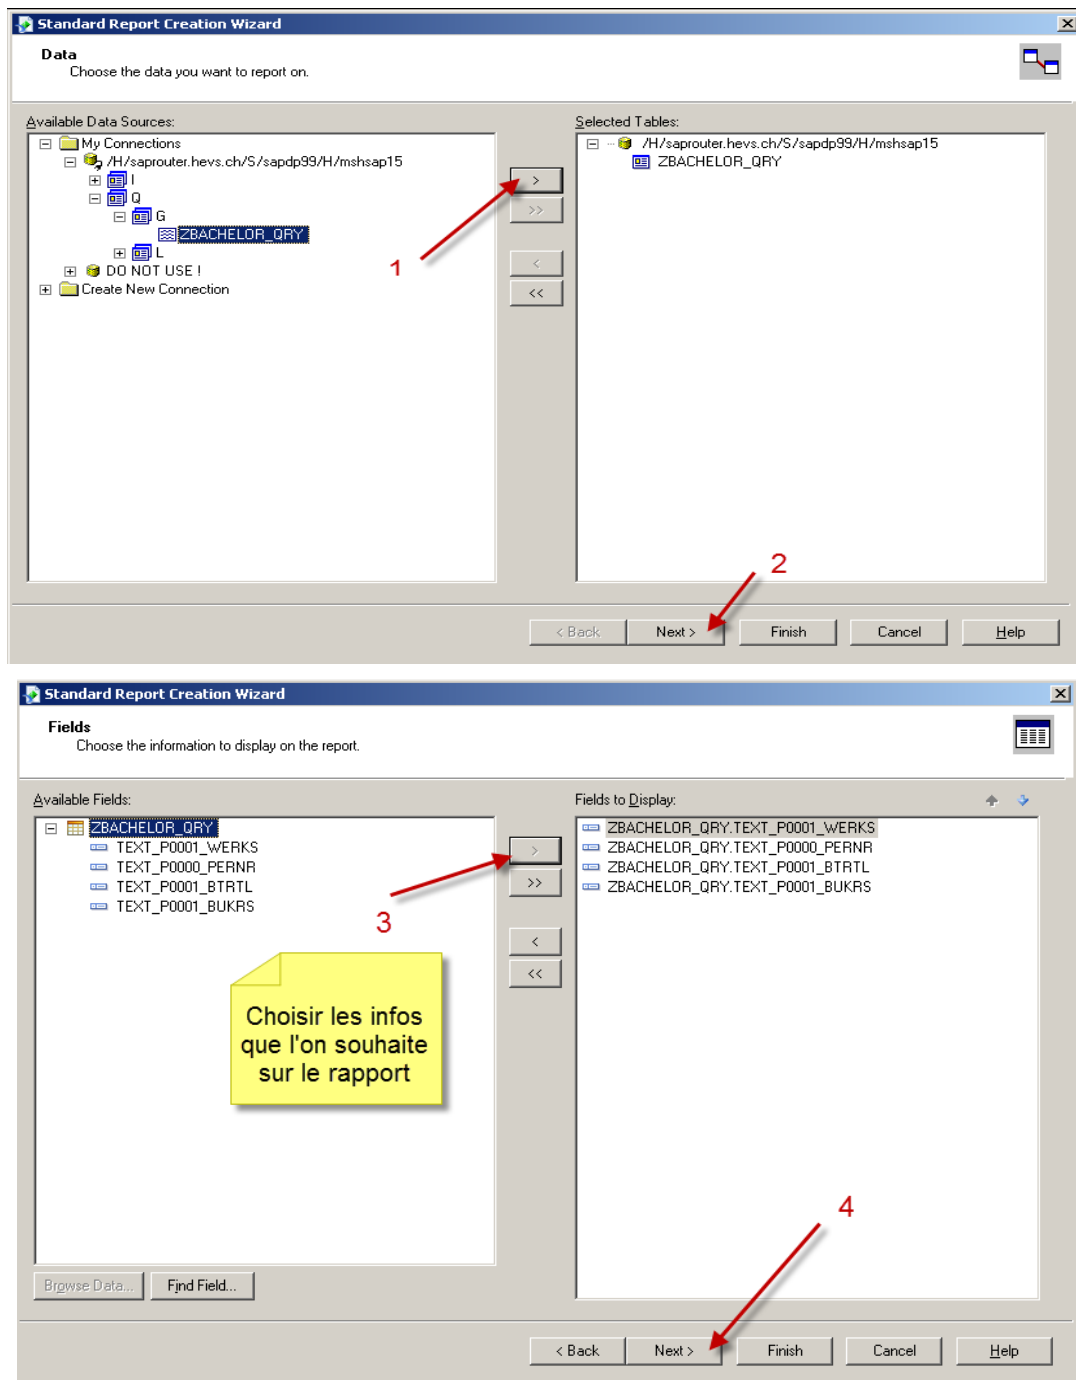 Standard Report Creation Wizard
Data
Choose the data you want to report on.
Available Data Sources:
My Connections
/H/saprouter.hevs.ch/S/sapdp99/H/mshsap15
I
Q
G
ZBACHELOR_QRY
L
DO NOT USE !
Create New Connection
>
>>
<
<<
1
Selected Tables:
/H/saprouter.hevs.ch/S/sapdp99/H/mshsap15
ZBACHELOR_QRY
2
< Back
Next >
Finish
Cancel
Help
Standard Report Creation Wizard
Fields
Choose the information to display on the report.
Available Fields:
ZBACHELOR_QRY
TEXT_P0001_WERKS
TEXT_P0000_PERNR
TEXT_P0001_BTRTL
TEXT_P0001_BUKRS
>
>>
<
<<
3
Choisir les infos
que l'on souhaite
sur le rapport
Fields to Display:
ZBACHELOR_QRY.TEXT_P0001_WERKS
ZBACHELOR_QRY.TEXT_P0000_PERNR
ZBACHELOR_QRY.TEXT_P0001_BTRTL
ZBACHELOR_QRY.TEXT_P0001_BUKRS
4
Browse Data...
Find Field...
< Back
Next >
Finish
Cancel
Help